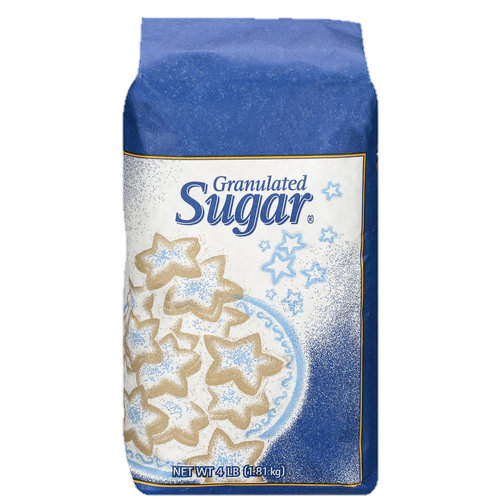 Granulated
Sugar®
NET WT 4 LB (1.81 kg)